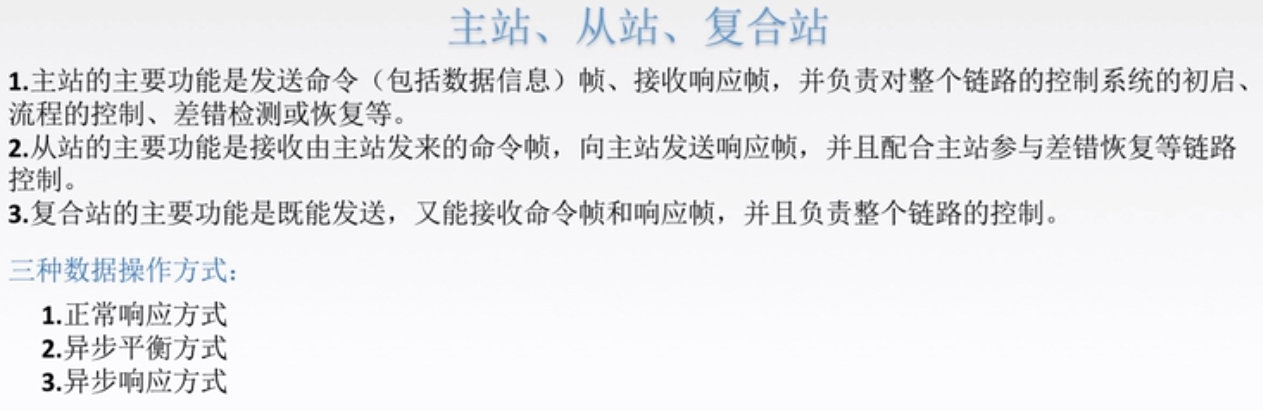 主站、从站、复合站
1.主站的主要功能是发送命令（包括数据信息）帧、接收响应帧，并负责对整个链路的控制系统的初启、
流程的控制、差错检测或恢复等。
2.从站的主要功能是接收由主站发来的命令帧，向主站发送响应帧，并且配合主站参与差错恢复等链路
控制。
3.复合站的主要功能是既能发送，又能接收命令帧和响应帧，并且负责整个链路的控制。
三种数据操作方式：
1.正常响应方式
2.异步平衡方式
3.异步响应方式